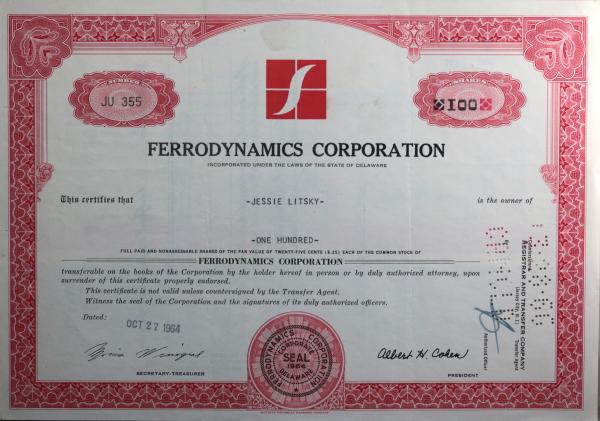 NUMBER
JU 355
SHARES
100
FERRODYNAMICS CORPORATION
INCORPORATED UNDER THE LAWS OF THE STATE OF DELAWARE
This certifies that -JESSIE LITSKY- is the owner of
-ONE HUNDRED-
FULL PAID AND NONASSESSABLE SHARES OF THE PAR VALUE OF TWENTY-FIVE CENTS ($.25) EACH OF THE COMMON STOCK OF
FERRODYNAMICS CORPORATION
transferable on the books of the Corporation by the holder hereof in person or by duly authorized attorney, upon
surrender of this certificate properly endorsed.
This certificate is not valid unless countersigned by the Transfer Agent.
Witness the seal of the Corporation and the signatures of its duly authorized officers.
Dated: OCT 27 1964
SECRETARY-TREASURER
FERRODYNAMICS CORPORATION
CORPORATE
SEAL
1964
DELAWARE
Albert H. Cohen
PRESIDENT
Countersigned:
REGISTRAR AND TRANSFER COMPANY
(Jersey City, N. J.)
Transfer Agent
By
Authorized Officer